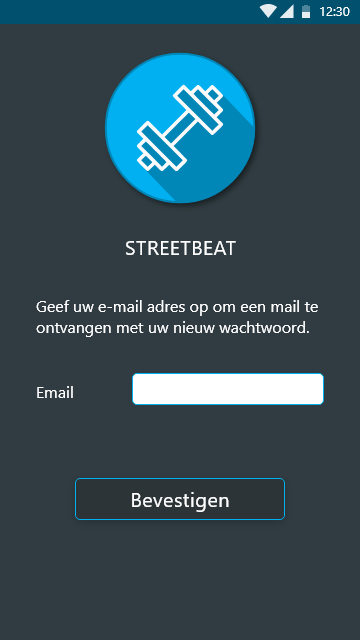 12:30
STREETBEAT
Geef uw e-mail adres op om een mail te
ontvangen met uw nieuw wachtwoord.
Email
Bevestigen